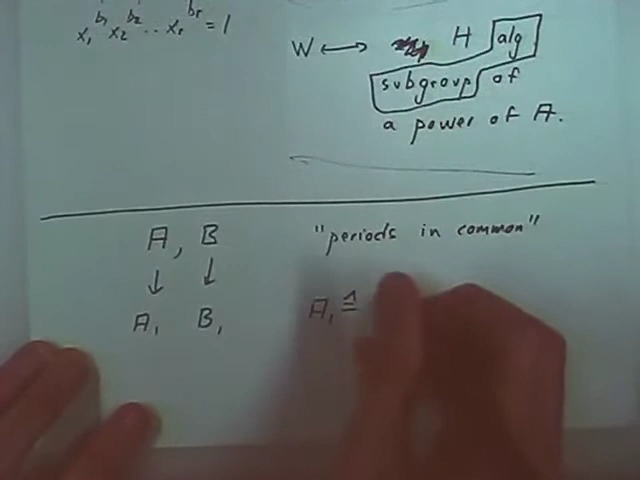 x₁^b₁ x₂^b₂ .. xᵣ^bᵣ = 1
W ⟷ H alg
subgroup of
a power of A.
A, B "periods in common"
↓ ↓
A₁ B₁ A₁ ≙